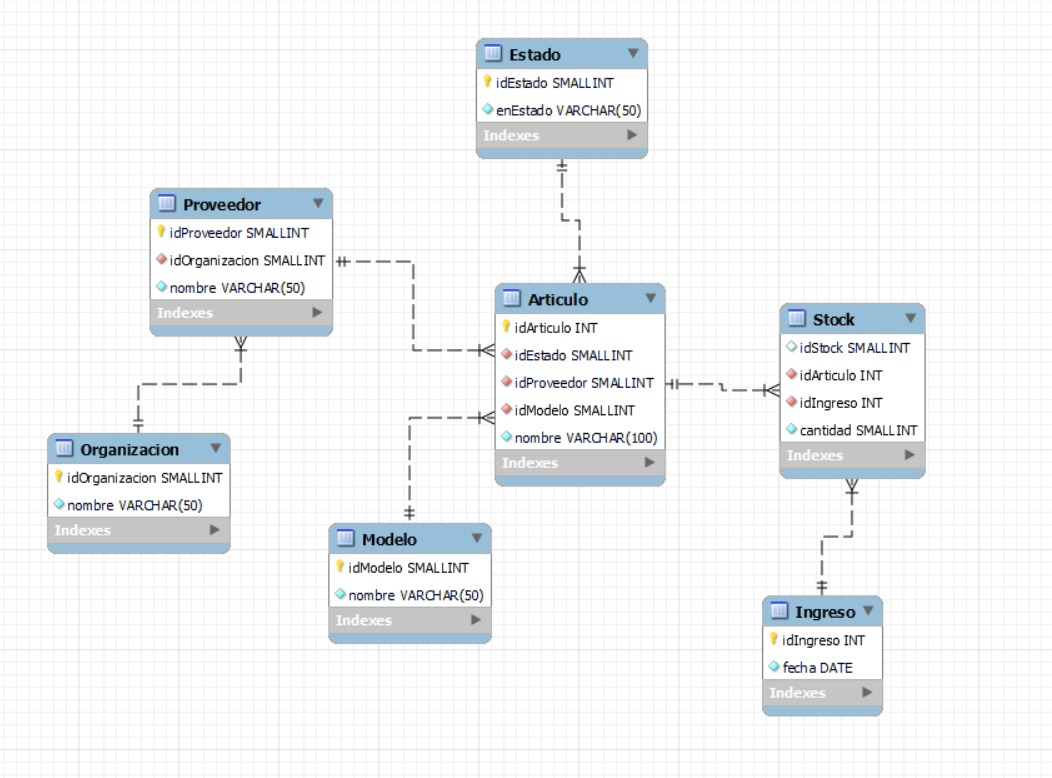 Estado
idEstado SMALLINT
enEstado VARCHAR(50)
Indexes
Proveedor
idProveedor SMALLINT
idOrganizacion SMALLINT
nombre VARCHAR(50)
Indexes
Articulo
idArticulo INT
idEstado SMALLINT
idProveedor SMALLINT
idModelo SMALLINT
nombre VARCHAR(100)
Indexes
Stock
idStock SMALLINT
idArticulo INT
idIngreso INT
cantidad SMALLINT
Indexes
Organizacion
idOrganizacion SMALLINT
nombre VARCHAR(50)
Indexes
Modelo
idModelo SMALLINT
nombre VARCHAR(50)
Indexes
Ingreso
idIngreso INT
fecha DATE
Indexes